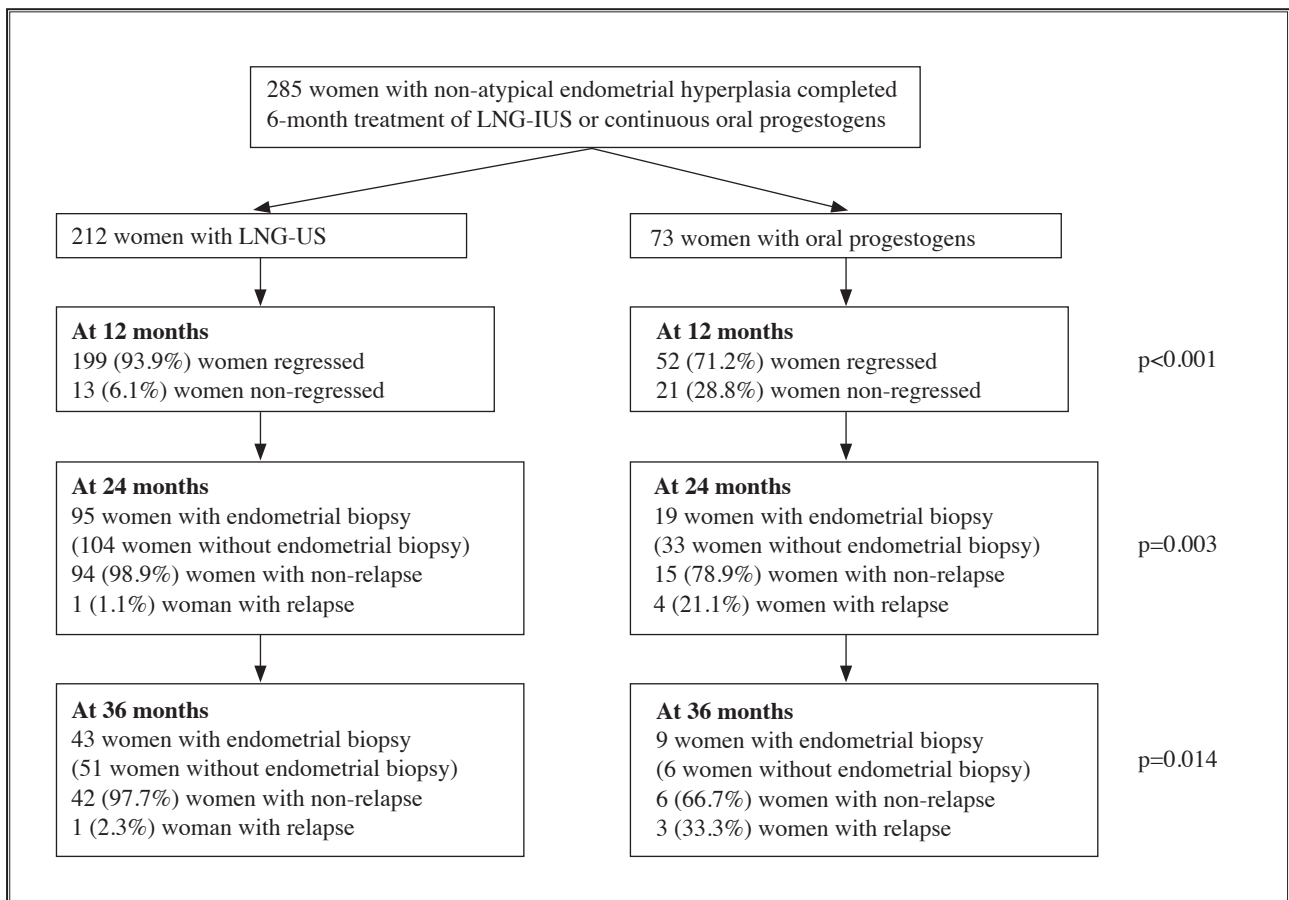 285 women with non-atypical endometrial hyperplasia completed
6-month treatment of LNG-IUS or continuous oral progestogens
212 women with LNG-US
73 women with oral progestogens
At 12 months
199 (93.9%) women regressed
13 (6.1%) women non-regressed
At 12 months
52 (71.2%) women regressed
21 (28.8%) women non-regressed
p<0.001
At 24 months
95 women with endometrial biopsy
(104 women without endometrial biopsy)
94 (98.9%) women with non-relapse
1 (1.1%) woman with relapse
At 24 months
19 women with endometrial biopsy
(33 women without endometrial biopsy)
15 (78.9%) women with non-relapse
4 (21.1%) women with relapse
p=0.003
At 36 months
43 women with endometrial biopsy
(51 women without endometrial biopsy)
42 (97.7%) women with non-relapse
1 (2.3%) woman with relapse
At 36 months
9 women with endometrial biopsy
(6 women without endometrial biopsy)
6 (66.7%) women with non-relapse
3 (33.3%) women with relapse
p=0.014